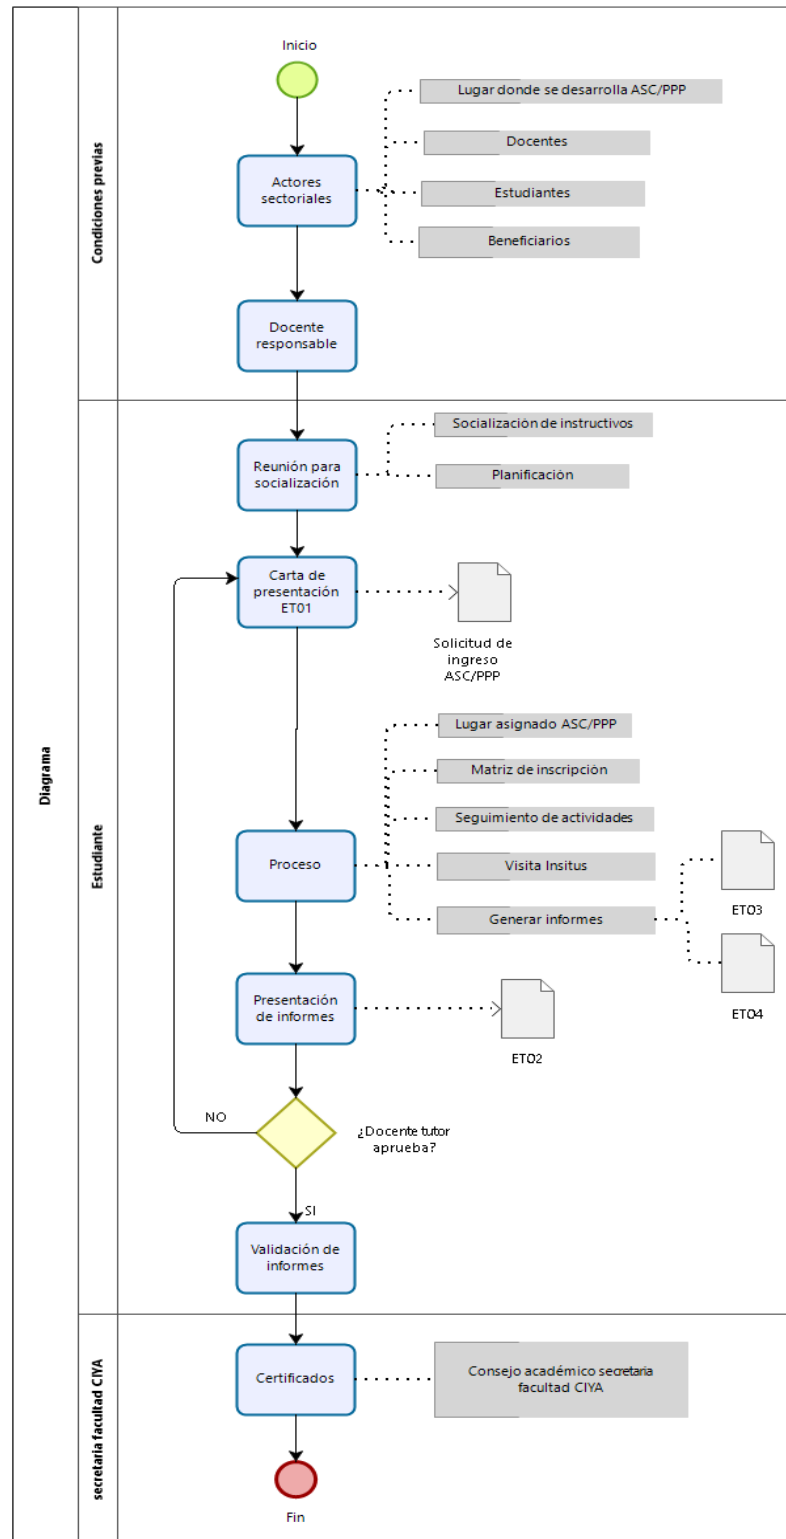 Diagrama
Condiciones previas
Inicio
Actores
sectoriales
Lugar donde se desarrolla ASC/PPP
Docentes
Estudiantes
Beneficiarios
Docente
responsable
Estudiante
Reunión para
socialización
Socialización de instructivos
Planificación
Carta de
presentación
ET01
Solicitud de
ingreso
ASC/PPP
Proceso
Lugar asignado ASC/PPP
Matriz de inscripción
Seguimiento de actividades
Visita Insitus
Generar informes
ETO3
ETO4
Presentación
de informes
ETO2
NO
¿Docente tutor
aprueba?
SI
Validación de
informes
secretaria facultad CIYA
Certificados
Consejo académico secretaria
facultad CIYA
Fin